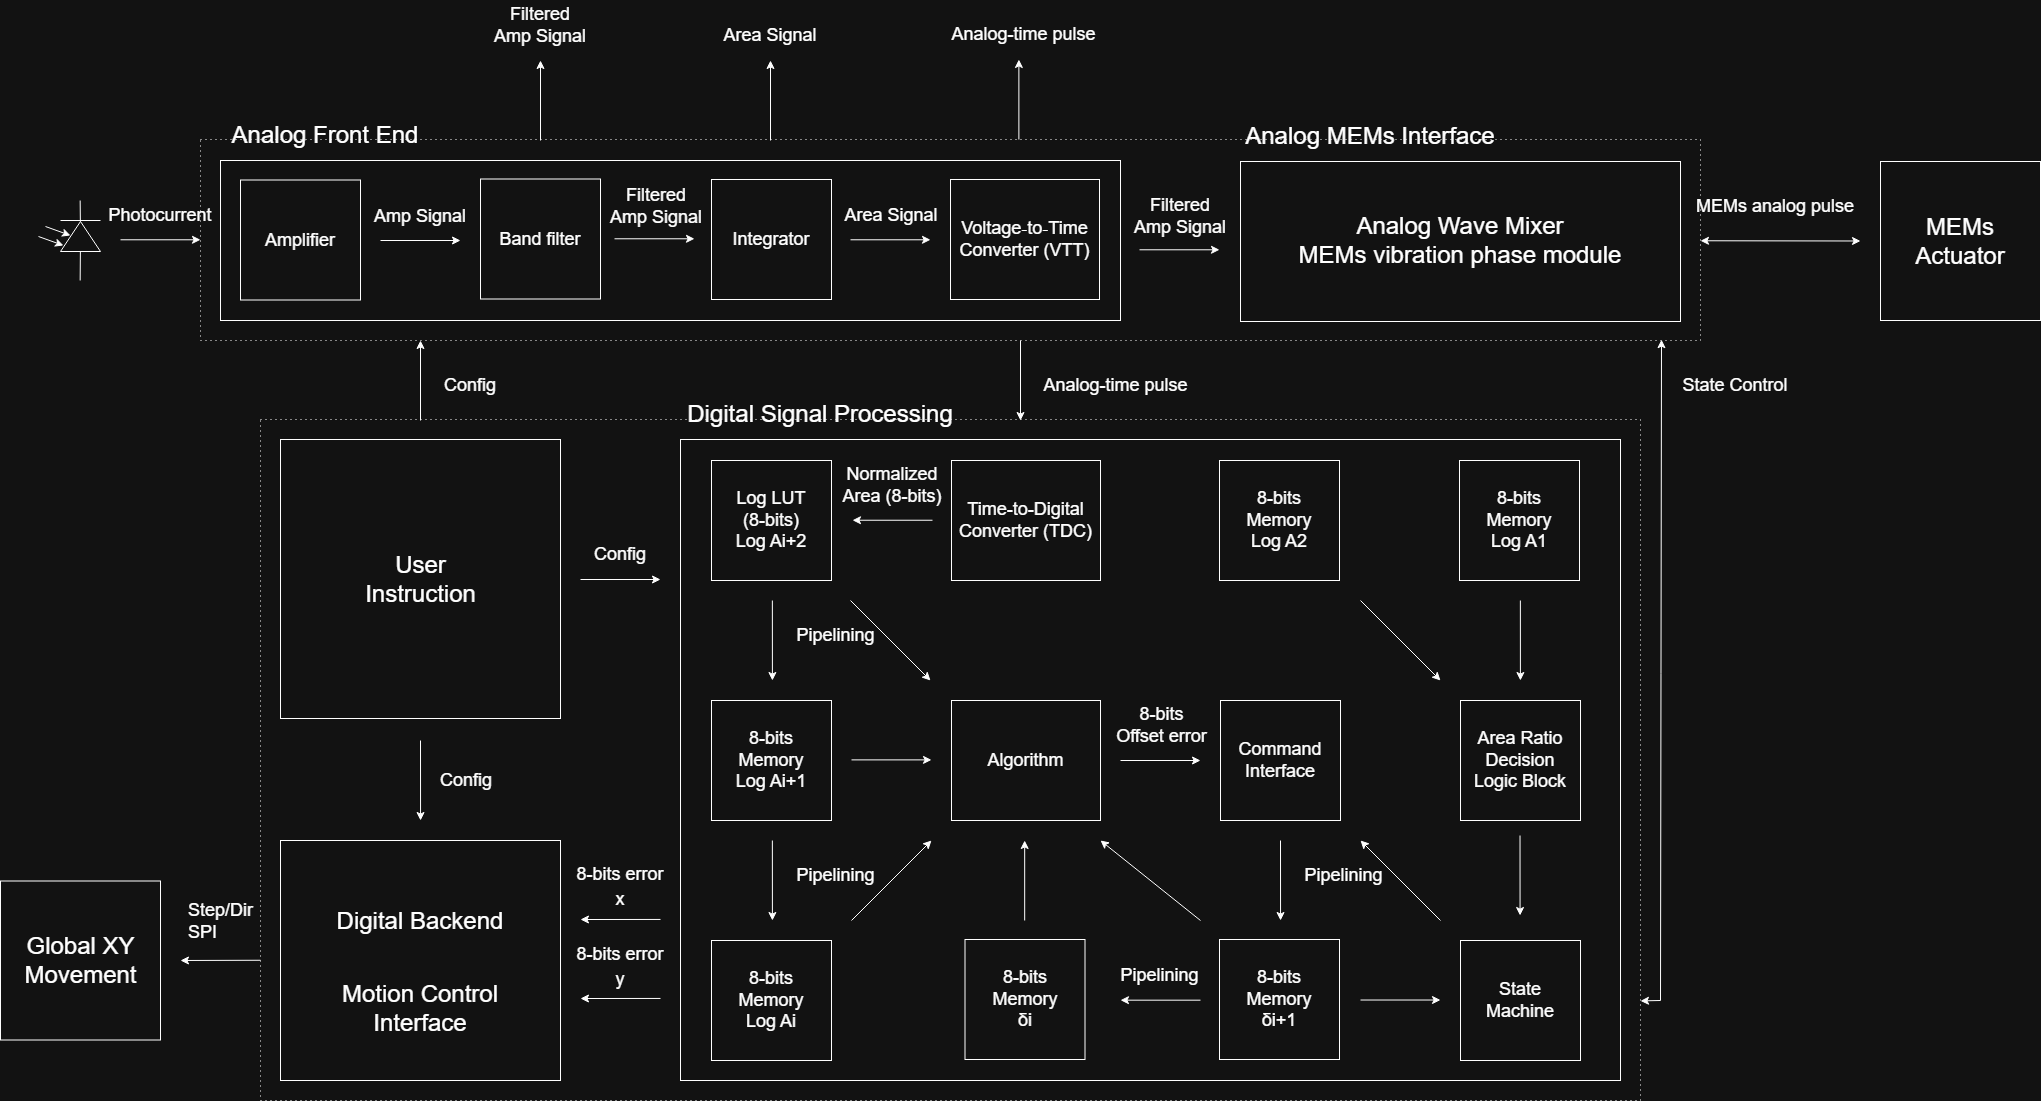 Filtered
Amp Signal
Area Signal
Analog-time pulse
Analog Front End
Analog MEMs Interface
Photocurrent
Amplifier
Amp Signal
Band filter
Filtered
Amp Signal
Integrator
Area Signal
Voltage-to-Time
Converter (VTT)
Filtered
Amp Signal
Analog Wave Mixer
MEMs vibration phase module
MEMs analog pulse
MEMs
Actuator
Config
Analog-time pulse
State Control
Digital Signal Processing
User
Instruction
Config
Log LUT
(8-bits)
Log Ai+2
Normalized
Area (8-bits)
Time-to-Digital
Converter (TDC)
8-bits
Memory
Log A2
8-bits
Memory
Log A1
Pipelining
8-bits
Memory
Log Ai+1
Algorithm
8-bits
Offset error
Command
Interface
Area Ratio
Decision
Logic Block
Config
Pipelining
Pipelining
Global XY
Movement
Step/Dir
SPI
Digital Backend
Motion Control
Interface
8-bits error
x
8-bits error
y
8-bits
Memory
Log Ai
8-bits
Memory
δi
Pipelining
8-bits
Memory
δi+1
State
Machine